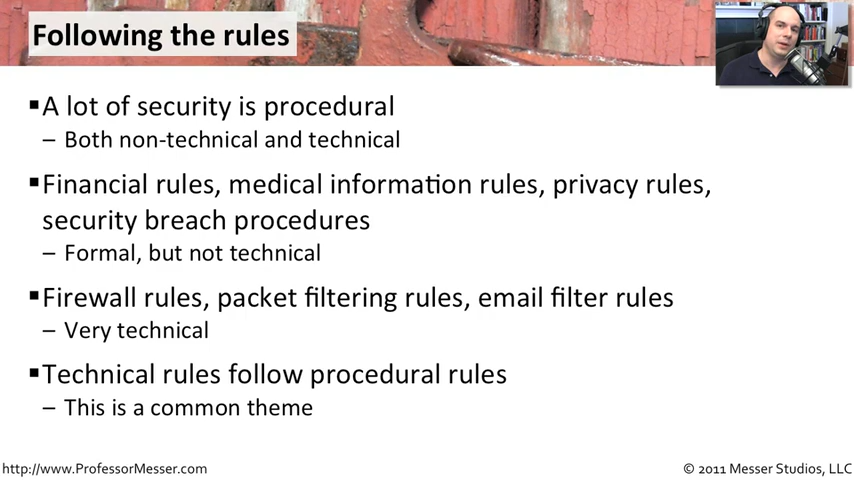 Following the rules
▪A lot of security is procedural
– Both non-technical and technical
▪Financial rules, medical information rules, privacy rules,
security breach procedures
– Formal, but not technical
▪Firewall rules, packet filtering rules, email filter rules
– Very technical
▪Technical rules follow procedural rules
– This is a common theme
http://www.ProfessorMesser.com
© 2011 Messer Studios, LLC